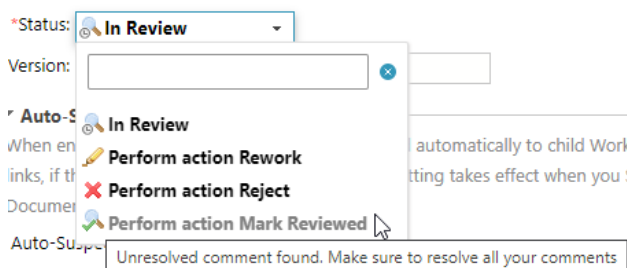 *Status: In Review
Version:
In Review
Auto-S
When en automatically to child Work
Perform action Rework
links, if th tting takes effect when you S
Perform action Reject
Documen
Perform action Mark Reviewed
Auto-Suspe
Unresolved comment found. Make sure to resolve all your comments